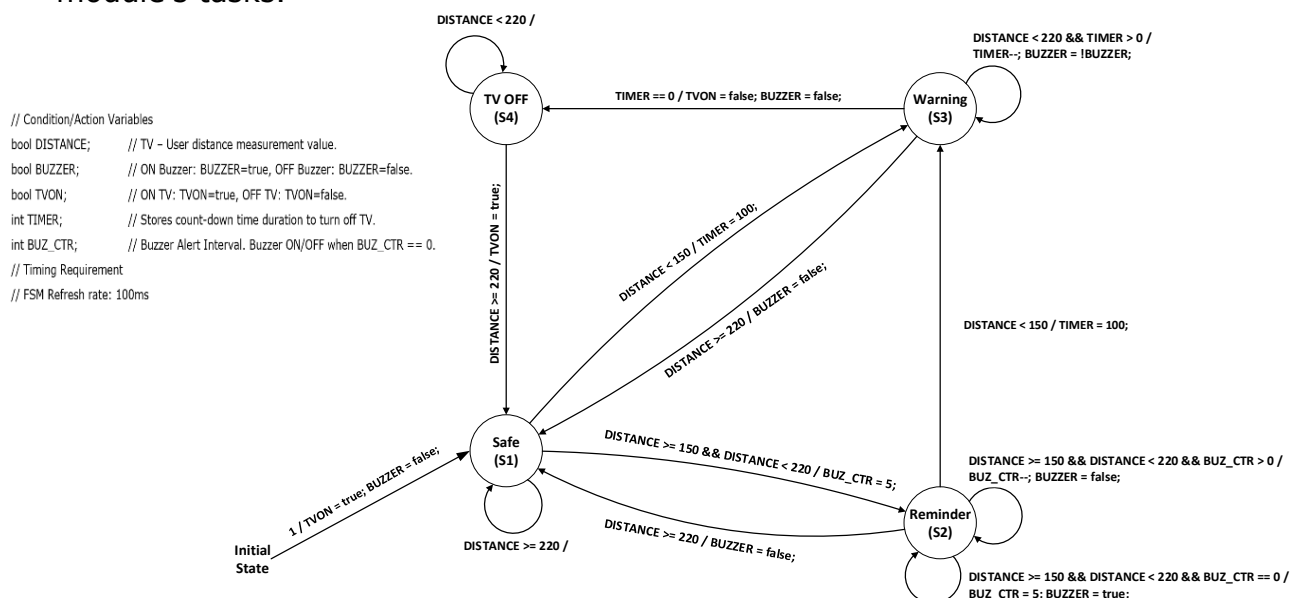 module's tasks.
DISTANCE < 220 /
DISTANCE < 220 && TIMER > 0 /
TIMER--; BUZZER = !BUZZER;
TV OFF
(S4)
TIMER == 0 / TVON = false; BUZZER = false;
Warning
(S3)
// Condition/Action Variables
bool DISTANCE; // TV – User distance measurement value.
bool BUZZER; // ON Buzzer: BUZZER=true, OFF Buzzer: BUZZER=false.
bool TVON; // ON TV: TVON=true, OFF TV: TVON=false.
int TIMER; // Stores count-down time duration to turn off TV.
int BUZ_CTR; // Buzzer Alert Interval. Buzzer ON/OFF when BUZ_CTR == 0.
// Timing Requirement
// FSM Refresh rate: 100ms
DISTANCE >= 220 / TVON = true;
DISTANCE < 150 / TIMER = 100;
DISTANCE >= 220 / BUZZER = false;
DISTANCE < 150 / TIMER = 100;
Safe
(S1)
DISTANCE >= 150 && DISTANCE < 220 / BUZ_CTR = 5;
1 / TVON = true; BUZZER = false;
DISTANCE >= 220 / BUZZER = false;
DISTANCE >= 220 /
Initial
State
Reminder
(S2)
DISTANCE >= 150 && DISTANCE < 220 && BUZ_CTR > 0 /
BUZ_CTR--; BUZZER = false;
DISTANCE >= 150 && DISTANCE < 220 && BUZ_CTR == 0 /
BUZ_CTR = 5; BUZZER = true;